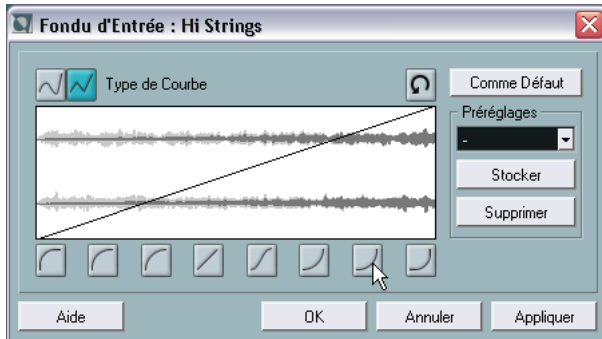 Fondu d'Entrée : Hi Strings
Type de Courbe
Comme Défaut
Préréglages
-
Stocker
Supprimer
Aide
OK
Annuler
Appliquer